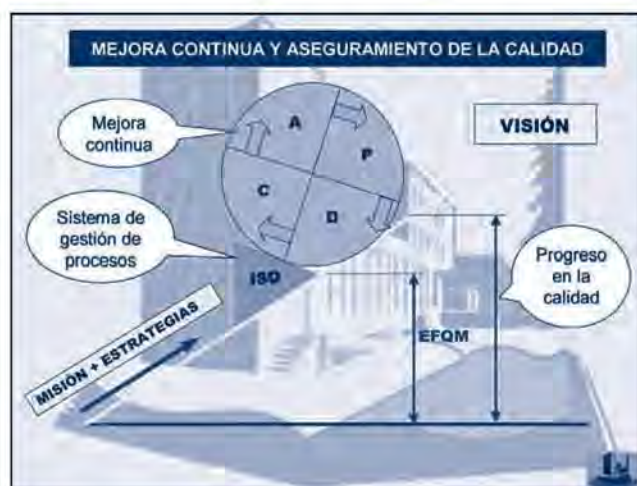 MEJORA CONTINUA Y ASEGURAMIENTO DE LA CALIDAD
Mejora
continua
A
P
C
D
VISIÓN
Sistema de
gestión de
procesos
ISO
Progreso
en la
calidad
EFQM
MISIÓN + ESTRATEGIAS